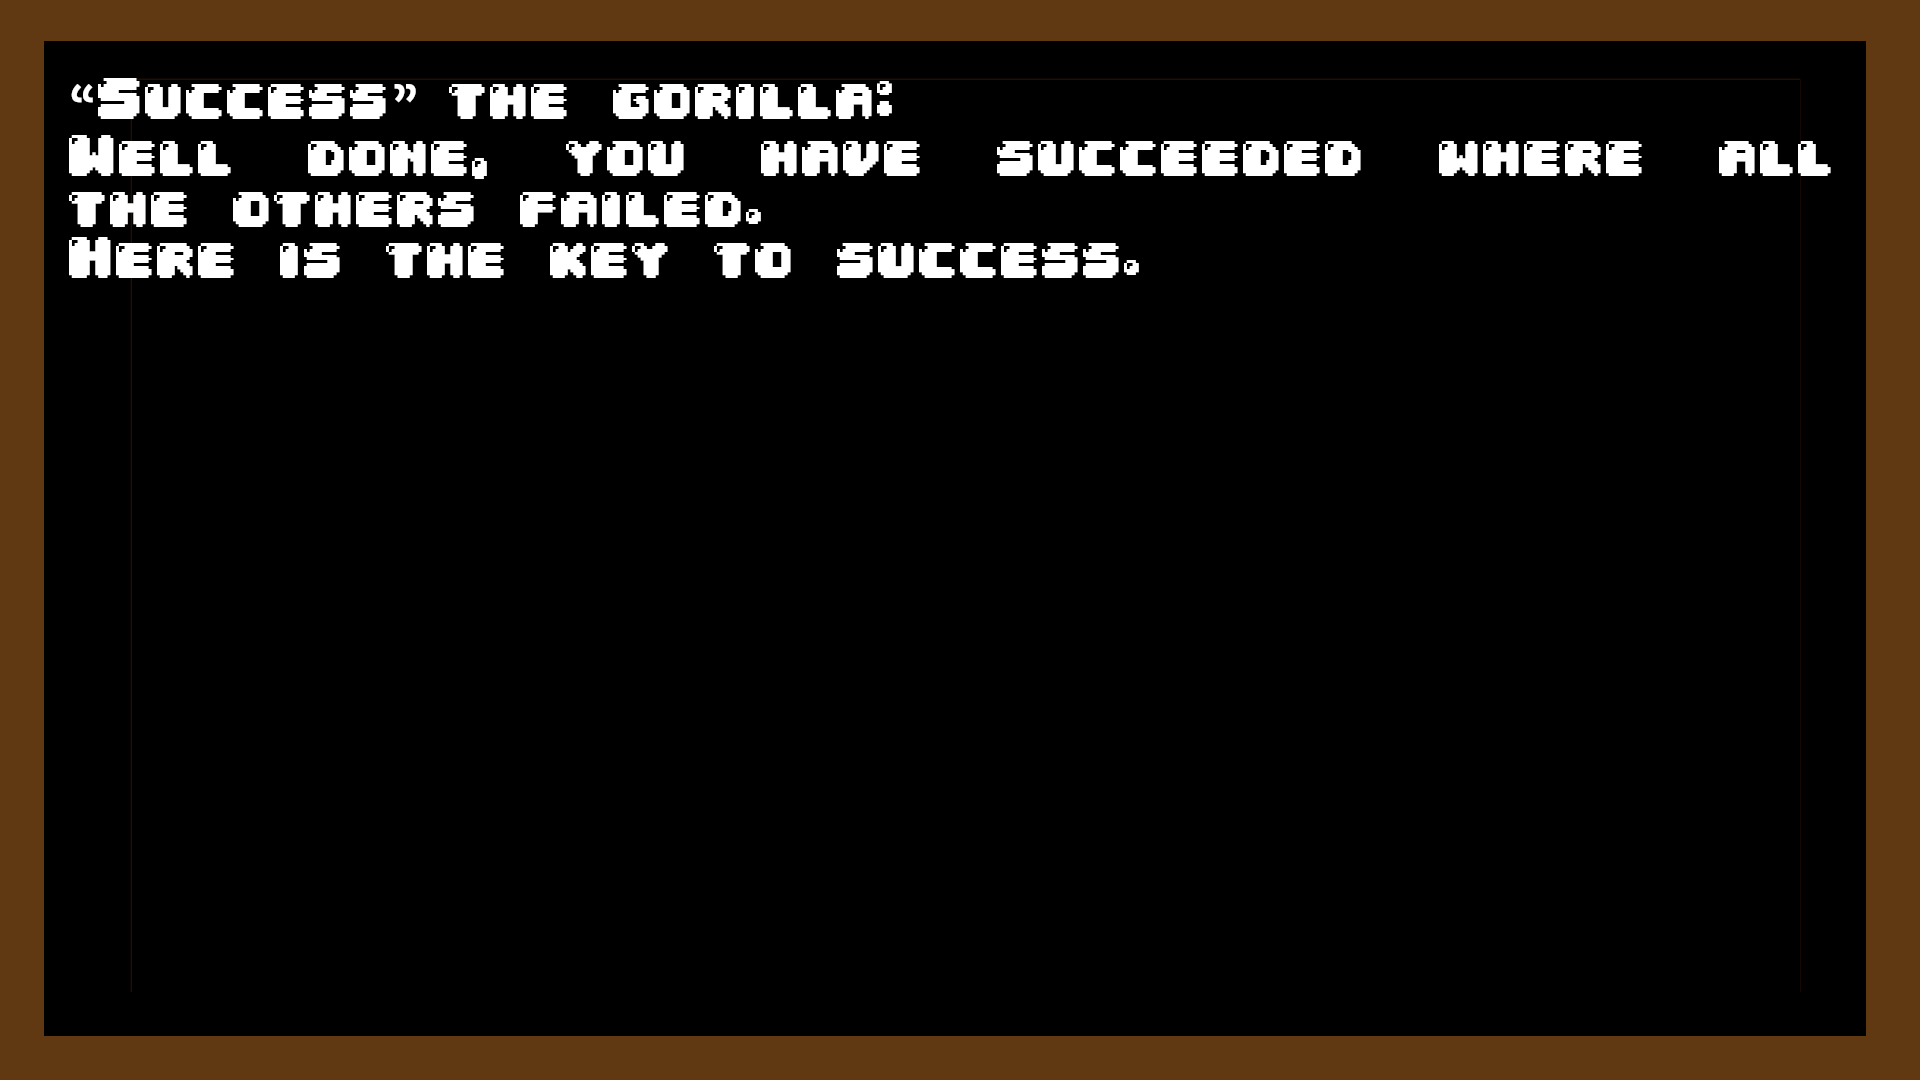 “Success” the gorilla:
Well done, you have succeeded where all
the others failed.
Here is the key to success.